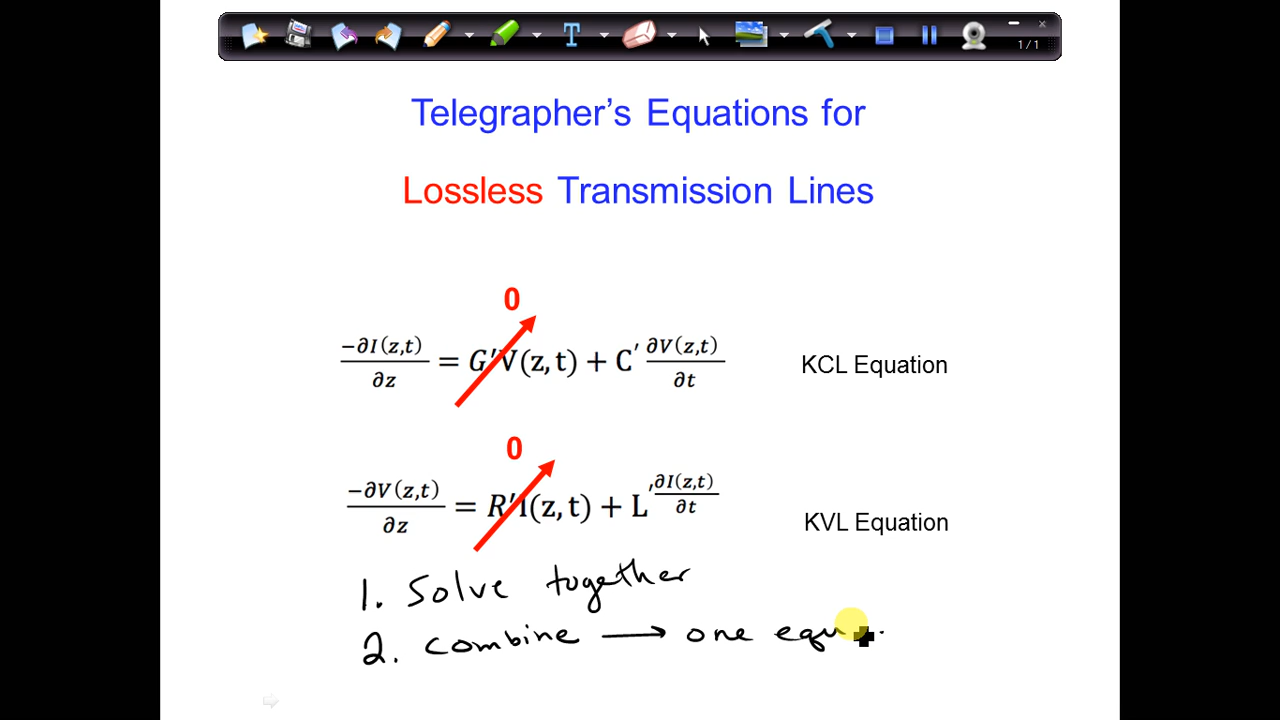 1/1
Telegrapher's Equations for
Lossless Transmission Lines
0
−∂I(z,t)/∂z = G′V(z,t) + C′ ∂V(z,t)/∂t KCL Equation
0
−∂V(z,t)/∂z = R′I(z,t) + L′ ∂I(z,t)/∂t KVL Equation
1. Solve together
2. combine → one equ